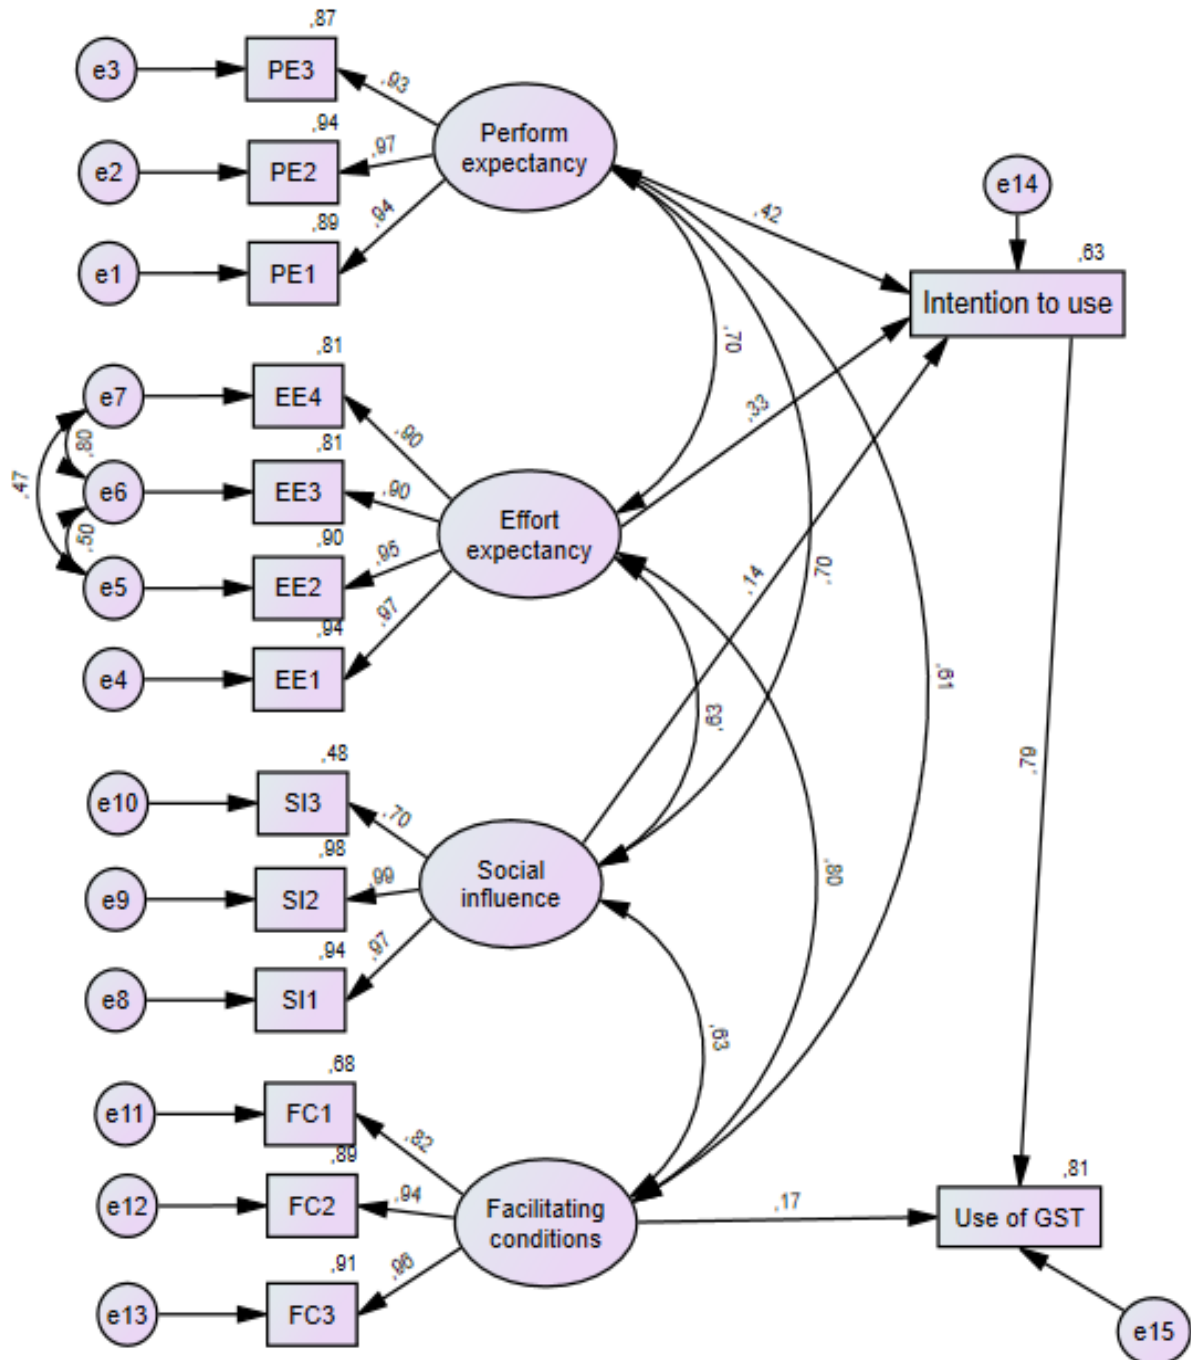 ,87
e3
PE3
,93
Perform
expectancy
,94
e2
PE2
,97
,89
e1
PE1
,94
e14
,42
,63
Intention to use
,70
,81
e7
EE4
,90
,80
,33
,81
,47
e6
EE3
,90
Effort
expectancy
,50
,90
e5
EE2
,95
,14
,70
,94
e4
EE1
,97
,61
,69
,48
e10
SI3
,70
,79
,98
Social
influence
,80
e9
SI2
,99
,94
e8
SI1
,97
,63
,68
e11
FC1
,82
,89
e12
FC2
,94
Facilitating
conditions
,17
,81
Use of GST
,91
e13
FC3
,96
e15